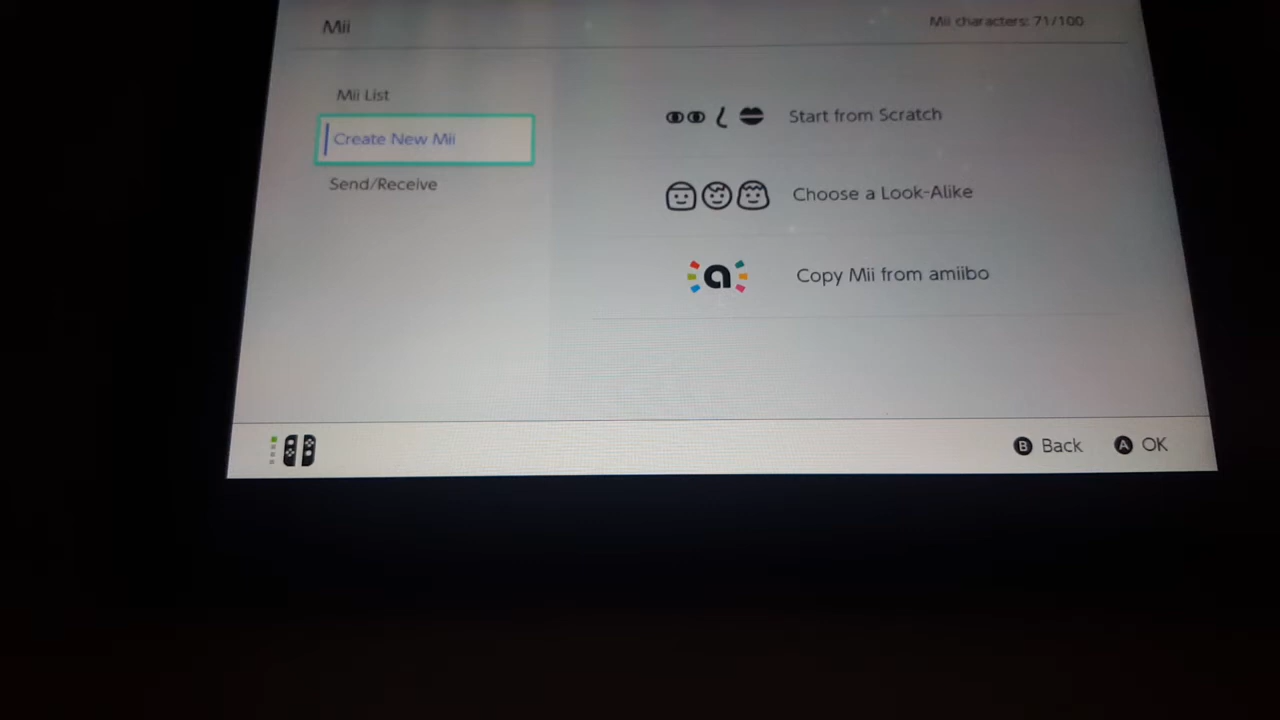 Mii
Mii characters: 71/100
Mii List
Create New Mii
Send/Receive
Start from Scratch
Choose a Look-Alike
a
Copy Mii from amiibo
B Back
A OK